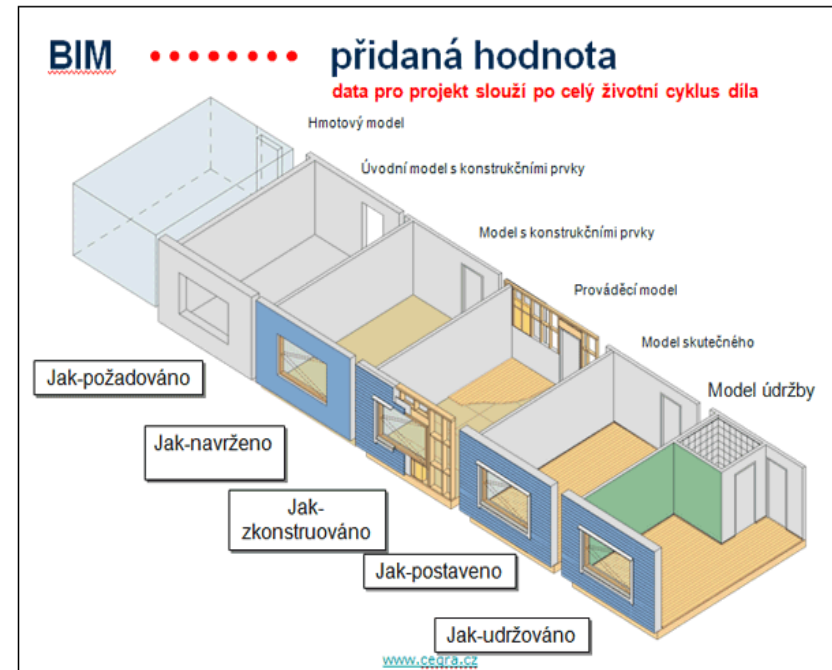 BIM •••••••• přidaná hodnota
data pro projekt slouží po celý životní cyklus díla
Hmotový model
Úvodní model s konstrukčními prvky
Model s konstrukčními prvky
Prováděcí model
Model skutečného
Model údržby
Jak-požadováno
Jak-navrženo
Jak-
zkonstruováno
Jak-postaveno
Jak-udržováno
www.cegra.cz